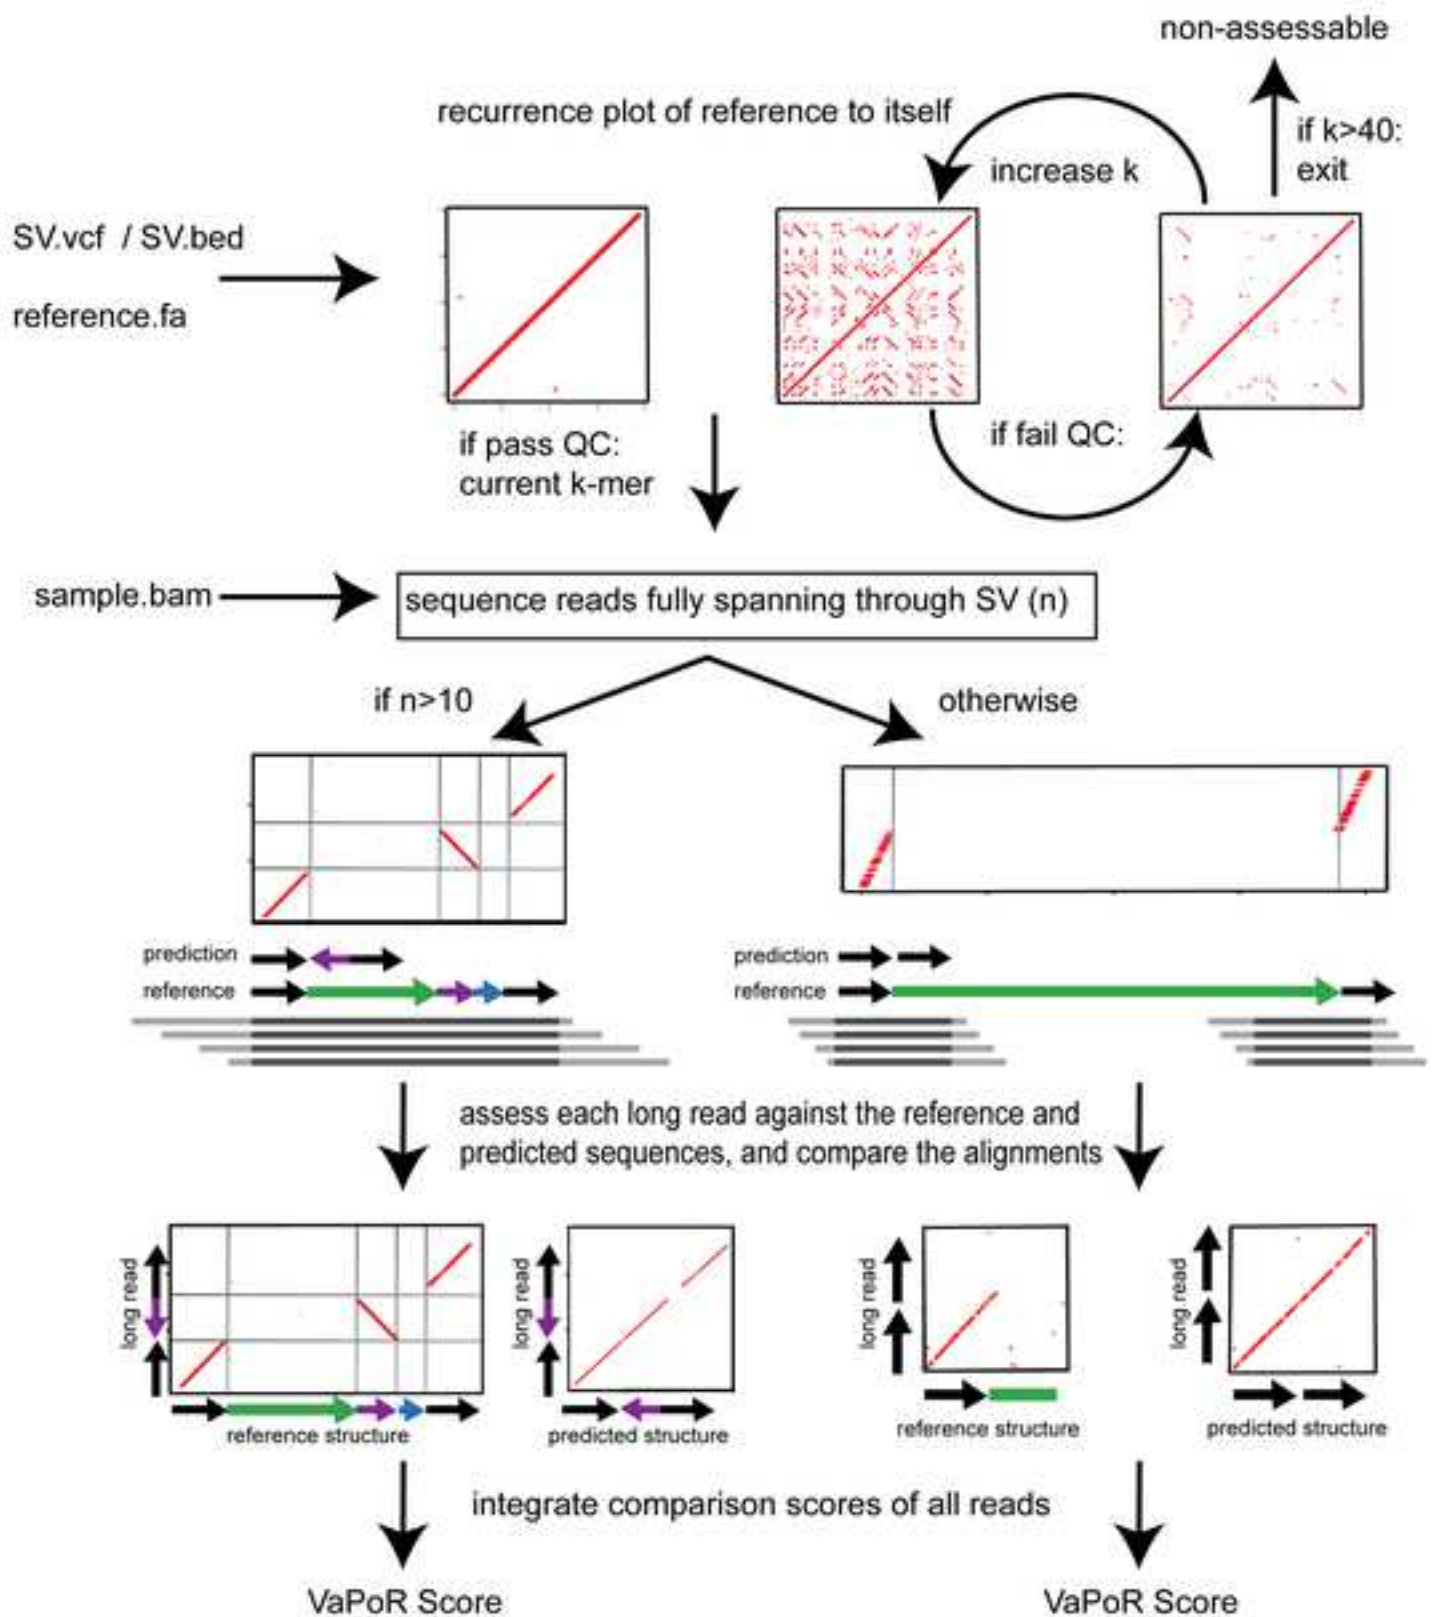 non-assessable
recurrence plot of reference to itself
if k>40:
exit
increase k
SV.vcf / SV.bed
reference.fa
if pass QC:
current k-mer
if fail QC:
sample.bam
sequence reads fully spanning through SV (n)
if n>10
otherwise
prediction
reference
prediction
reference
assess each long read against the reference and
predicted sequences, and compare the alignments
long read
long read
long read
long read
reference structure
predicted structure
reference structure
predicted structure
integrate comparison scores of all reads
VaPoR Score
VaPoR Score